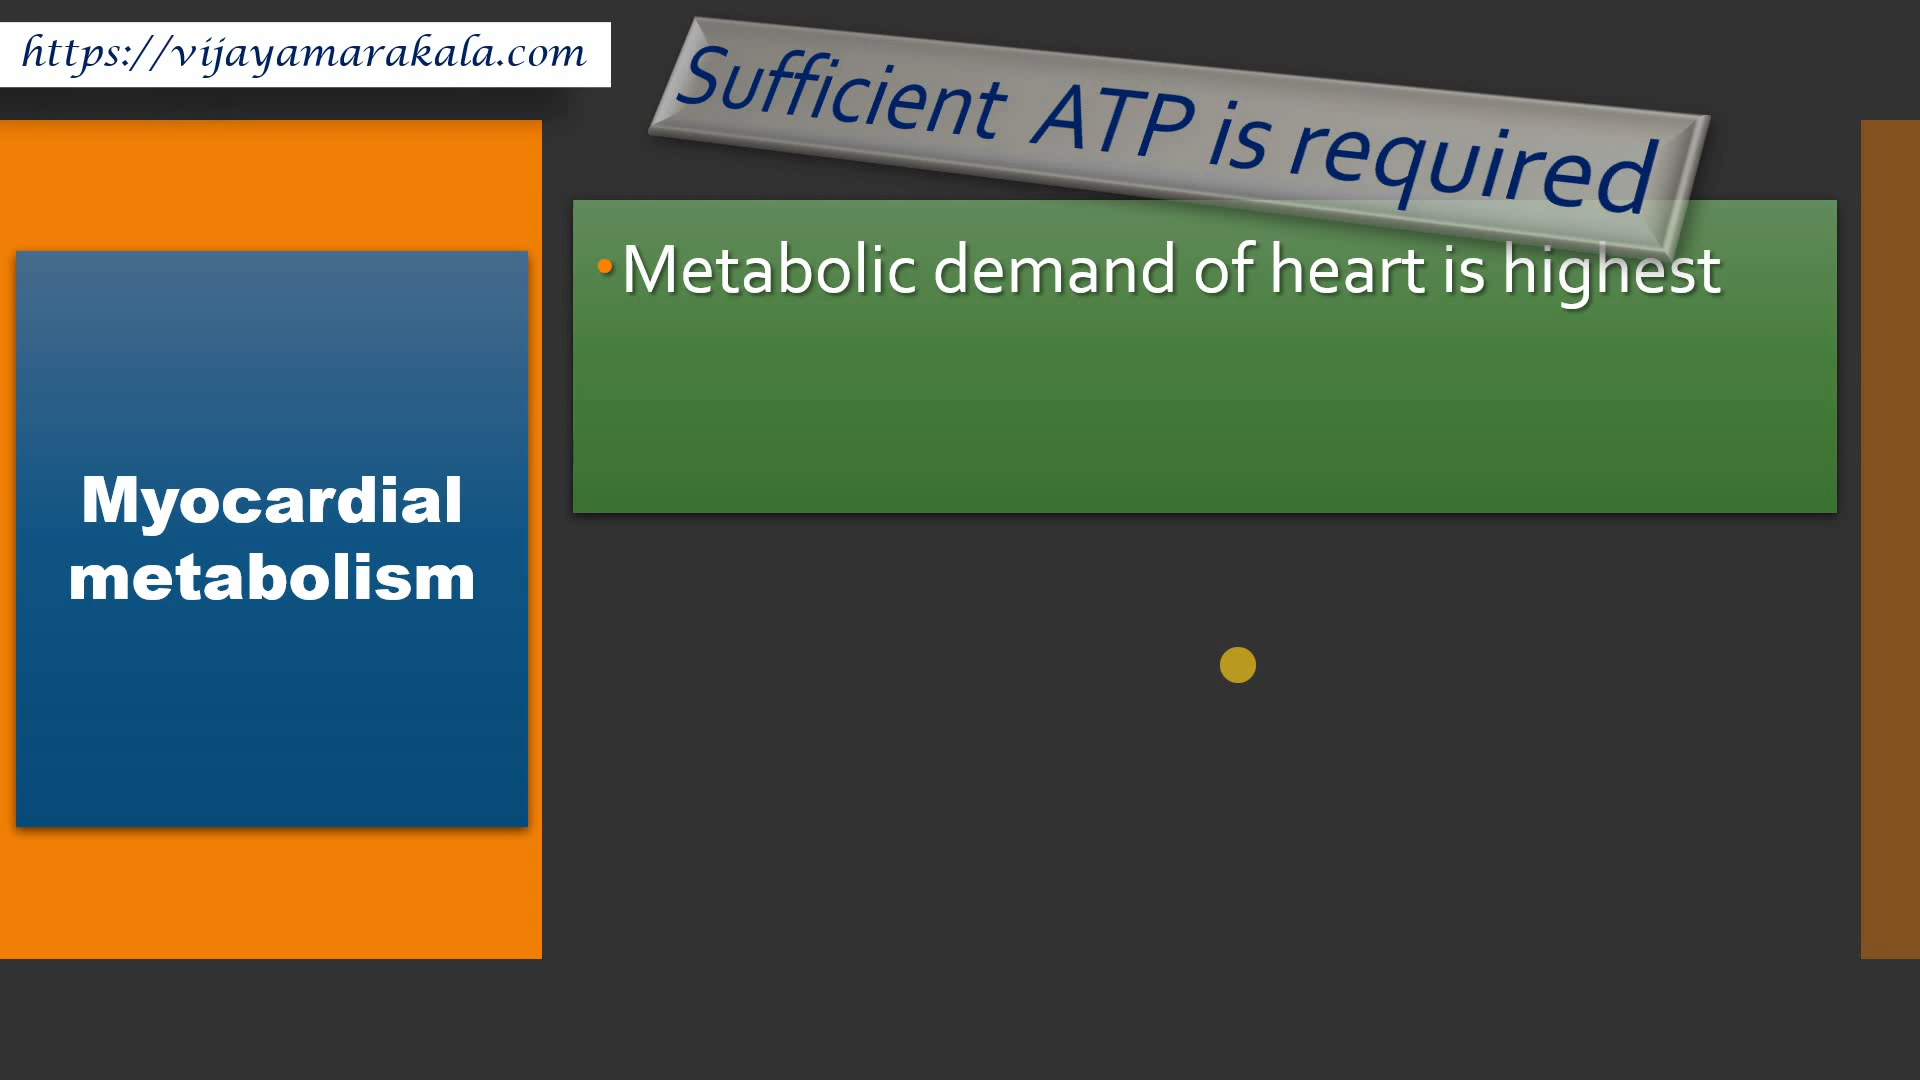 https://vijayamarakala.com
Sufficient ATP is required
•Metabolic demand of heart is highest
Myocardial
metabolism